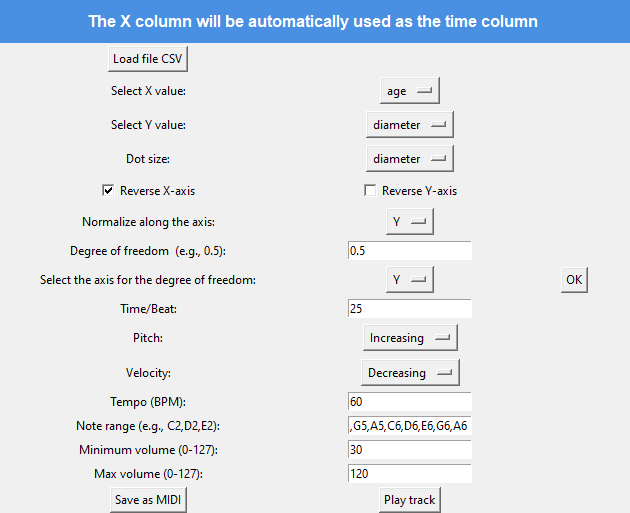 The X column will be automatically used as the time column
Load file CSV
Select X value: age
Select Y value: diameter
Dot size: diameter
Reverse X-axis Reverse Y-axis
Normalize along the axis: Y
Degree of freedom (e.g., 0.5): 0.5
Select the axis for the degree of freedom: Y OK
Time/Beat: 25
Pitch: Increasing
Velocity: Decreasing
Tempo (BPM): 60
Note range (e.g., C2,D2,E2): ,G5,A5,C6,D6,E6,G6,A6
Minimum volume (0-127): 30
Max volume (0-127): 120
Save as MIDI Play track